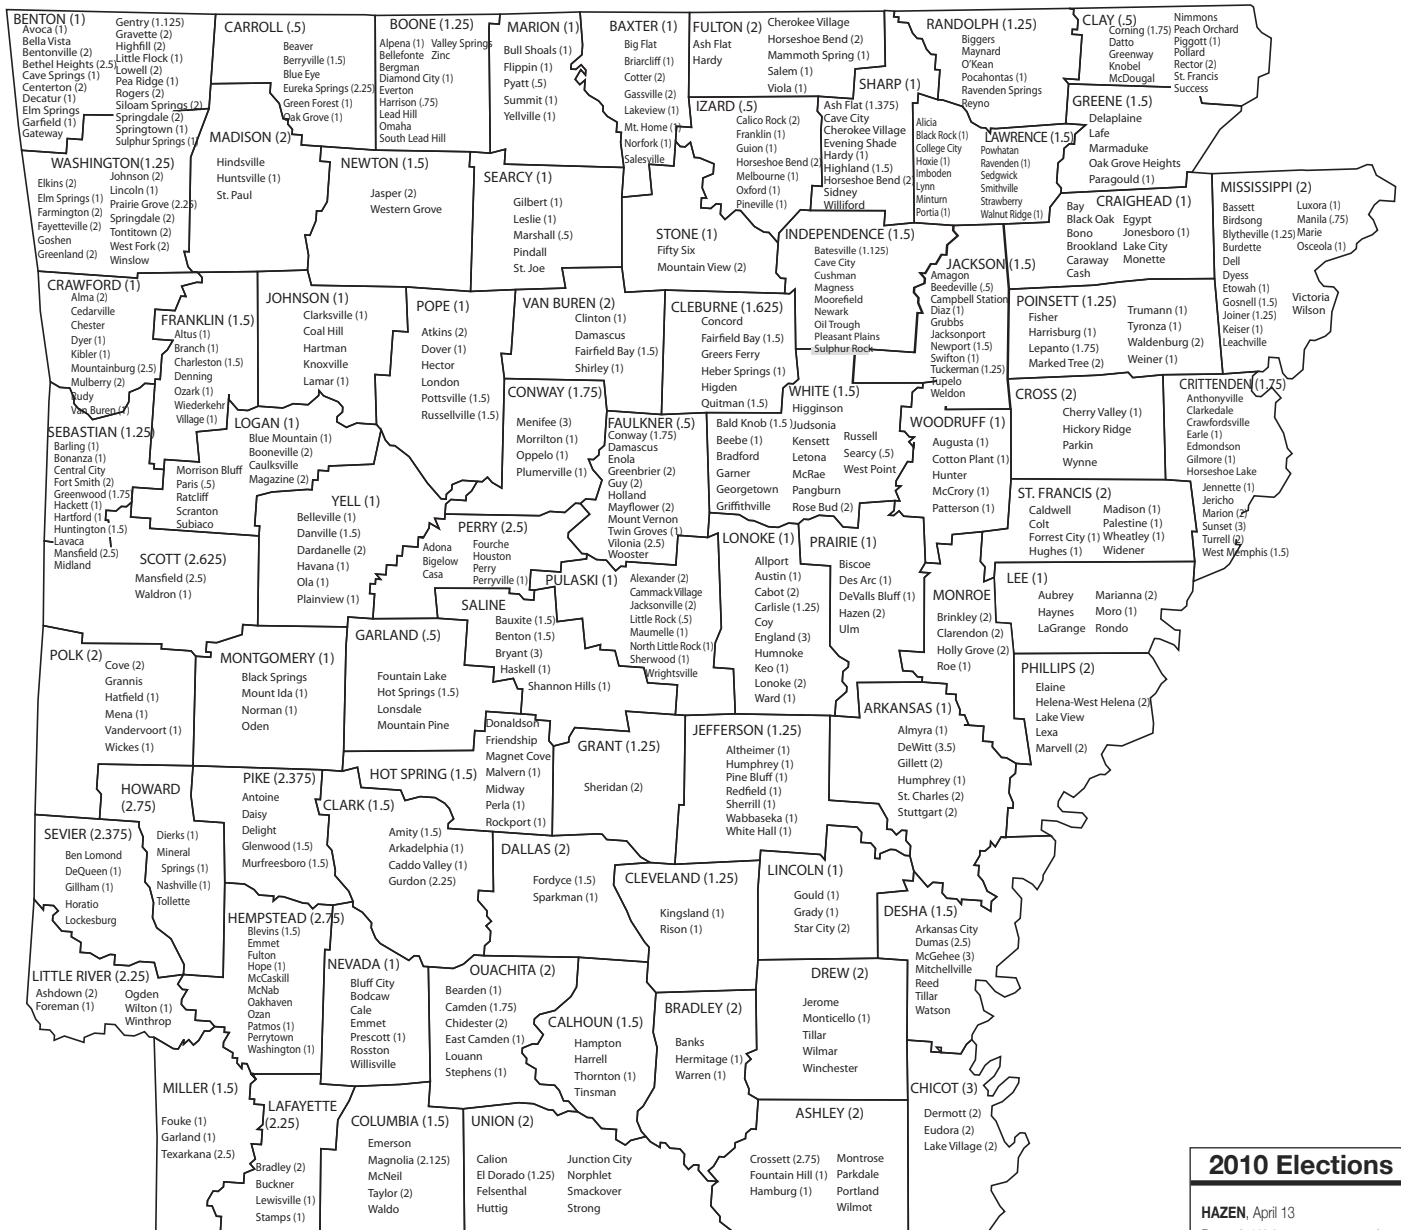 BENTON (1)
Avoca (1)
Bella Vista
Bentonville (2)
Bethel Heights (2.5)
Cave Springs (1)
Centerton (2)
Decatur (1)
Elm Springs
Garfield (1)
Gateway
Gentry (1.125)
Gravette (2)
Highfill (2)
Little Flock (1)
Lowell (2)
Pea Ridge (1)
Rogers (2)
Siloam Springs (2)
Springdale (2)
Springtown (1)
Sulphur Springs (1)
CARROLL (.5)
Beaver
Berryville (1.5)
Blue Eye
Eureka Springs (2.25)
Green Forest (1)
Oak Grove (1)
BOONE (1.25)
Alpena (1)
Bellefonte
Bergman
Diamond City (1)
Everton
Harrison (.75)
Lead Hill
Omaha
South Lead Hill
Valley Springs
Zinc
MARION (1)
Bull Shoals (1)
Flippin (1)
Pyatt (.5)
Summit (1)
Yellville (1)
BAXTER (1)
Big Flat
Briarcliff (1)
Cotter (2)
Gassville (2)
Lakeview (1)
Mt. Home (1)
Norfork (1)
Salesville
FULTON (2)
Ash Flat
Hardy
Cherokee Village
Horseshoe Bend (2)
Mammoth Spring (1)
Salem (1)
Viola (1)
RANDOLPH (1.25)
Biggers
Maynard
O'Kean
Pocahontas (1)
Ravenden Springs
Reyno
CLAY (.5)
Corning (1.75)
Datto
Greenway
Knobel
McDougal
Nimmons
Peach Orchard
Piggott (1)
Pollard
Rector (2)
St. Francis
Success
MADISON (2)
Hindsville
Huntsville (1)
St. Paul
NEWTON (1.5)
Jasper (2)
Western Grove
SEARCY (1)
Gilbert (1)
Leslie (1)
Marshall (.5)
Pindall
St. Joe
IZARD (.5)
Calico Rock (2)
Franklin (1)
Guion (1)
Horseshoe Bend (2)
Melbourne (1)
Oxford (1)
Pineville (1)
SHARP (1)
Ash Flat (1.375)
Cave City
Cherokee Village
Evening Shade
Hardy (1)
Highland (1.5)
Horseshoe Bend (2)
Sidney
Williford
LAWRENCE (1.5)
Alicia
Black Rock (1)
College City
Hoxie (1)
Imboden
Lynn
Minturn
Portia (1)
Powhatan
Ravenden (1)
Sedgwick
Smithville
Strawberry
Walnut Ridge (1)
GREENE (1.5)
Delaplaine
Lafe
Marmaduke
Oak Grove Heights
Paragould (1)
WASHINGTON(1.25)
Elkins (2)
Elm Springs (1)
Farmington (2)
Fayetteville (2)
Goshen
Greenland (2)
Johnson (2)
Lincoln (1)
Prairie Grove (2.25)
Springdale (2)
Tontitown (2)
West Fork (2)
Winslow
STONE (1)
Fifty Six
Mountain View (2)
INDEPENDENCE (1.5)
Batesville (1.125)
Cave City
Cushman
Magness
Moorefield
Newark
Oil Trough
Pleasant Plains
Sulphur Rock
JACKSON (1.5)
Amagon
Beedeville (.5)
Campbell Station
Diaz (1)
Grubbs
Jacksonport
Newport (1.5)
Swifton (1)
Tuckerman (1.25)
Tupelo
Weldon
CRAIGHEAD (1)
Bay
Black Oak
Bono
Brookland
Caraway
Cash
Egypt
Jonesboro (1)
Lake City
Monette
MISSISSIPPI (2)
Bassett
Birdsong
Blytheville (1.25)
Burdette
Dell
Dyess
Etowah (1)
Gosnell (1.5)
Joiner (1.25)
Keiser (1)
Leachville
Luxora (1)
Manila (.75)
Marie
Osceola (1)
Victoria
Wilson
CRAWFORD (1)
Alma (2)
Cedarville
Chester
Dyer (1)
Kibler (1)
Mountainburg (2.5)
Mulberry (2)
Rudy
Van Buren (1)
FRANKLIN (1.5)
Altus (1)
Branch (1)
Charleston (1.5)
Denning
Ozark (1)
Wiederkehr
Village (1)
JOHNSON (1)
Clarksville (1)
Coal Hill
Hartman
Knoxville
Lamar (1)
POPE (1)
Atkins (2)
Dover (1)
Hector
London
Pottsville (1.5)
Russellville (1.5)
VAN BUREN (2)
Clinton (1)
Damascus
Fairfield Bay (1.5)
Shirley (1)
CLEBURNE (1.625)
Concord
Fairfield Bay (1.5)
Greers Ferry
Heber Springs (1)
Higden
Quitman (1.5)
POINSETT (1.25)
Fisher
Harrisburg (1)
Lepanto (1.75)
Marked Tree (2)
Trumann (1)
Tyronza (1)
Waldenburg (2)
Weiner (1)
SEBASTIAN (1.25)
Barling (1)
Bonanza (1)
Central City
Fort Smith (2)
Greenwood (1.75)
Hackett (1)
Hartford (1)
Huntington (1.5)
Lavaca
Mansfield (2.5)
Midland
LOGAN (1)
Blue Mountain (1)
Booneville (2)
Caulksville
Magazine (2)
Morrison Bluff
Paris (.5)
Ratcliff
Scranton
Subiaco
CONWAY (1.75)
Menifee (3)
Morrilton (1)
Oppelo (1)
Plumerville (1)
FAULKNER (.5)
Conway (1.75)
Damascus
Enola
Greenbrier (2)
Guy (2)
Holland
Mayflower (2)
Mount Vernon
Twin Groves (1)
Vilonia (2.5)
Wooster
WHITE (1.5)
Bald Knob (1.5)
Beebe (1)
Bradford
Garner
Georgetown
Griffithville
Higginson
Judsonia
Kensett
Letona
McRae
Pangburn
Rose Bud (2)
Russell
Searcy (.5)
West Point
WOODRUFF (1)
Augusta (1)
Cotton Plant (1)
Hunter
McCrory (1)
Patterson (1)
CROSS (2)
Cherry Valley (1)
Hickory Ridge
Parkin
Wynne
CRITTENDEN (1.75)
Anthonyville
Clarkedale
Crawfordsville
Earle (1)
Edmondson
Gilmore (1)
Horseshoe Lake
Jennette (1)
Jericho
Marion (2)
Sunset (3)
Turrell (2)
West Memphis (1.5)
ST. FRANCIS (2)
Caldwell
Colt
Forrest City (1)
Hughes (1)
Madison (1)
Palestine (1)
Wheatley (1)
Widener
SCOTT (2.625)
Mansfield (2.5)
Waldron (1)
YELL (1)
Belleville (1)
Danville (1.5)
Dardanelle (2)
Havana (1)
Ola (1)
Plainview (1)
PERRY (2.5)
Adona
Bigelow
Casa
Fourche
Houston
Perry
Perryville (1)
PULASKI (1)
Alexander (2)
Cammack Village
Jacksonville (2)
Little Rock (.5)
Maumelle (1)
North Little Rock (1)
Sherwood (1)
Wrightsville
LONOKE (1)
Allport
Austin (1)
Cabot (2)
Carlisle (1.25)
Coy
England (3)
Humnoke
Keo (1)
Lonoke (2)
Ward (1)
PRAIRIE (1)
Biscoe
Des Arc (1)
DeValls Bluff (1)
Hazen (2)
Ulm
MONROE
Brinkley (2)
Clarendon (2)
Holly Grove (2)
Roe (1)
LEE (1)
Aubrey
Haynes
LaGrange
Marianna (2)
Moro (1)
Rondo
SALINE
Bauxite (1.5)
Benton (1.5)
Bryant (3)
Haskell (1)
Shannon Hills (1)
GARLAND (.5)
Fountain Lake
Hot Springs (1.5)
Lonsdale
Mountain Pine
POLK (2)
Cove (2)
Grannis
Hatfield (1)
Mena (1)
Vandervoort (1)
Wickes (1)
MONTGOMERY (1)
Black Springs
Mount Ida (1)
Norman (1)
Oden
PHILLIPS (2)
Elaine
Helena-West Helena (2)
Lake View
Lexa
Marvell (2)
HOT SPRING (1.5)
Donaldson
Friendship
Magnet Cove
Malvern (1)
Midway
Perla (1)
Rockport (1)
GRANT (1.25)
Sheridan (2)
JEFFERSON (1.25)
Altheimer (1)
Humphrey (1)
Pine Bluff (1)
Redfield (1)
Sherrill (1)
Wabbaseka (1)
White Hall (1)
ARKANSAS (1)
Almyra (1)
DeWitt (3.5)
Gillett (2)
Humphrey (1)
St. Charles (2)
Stuttgart (2)
HOWARD
(2.75)
Dierks (1)
Mineral
Springs (1)
Nashville (1)
Tollette
PIKE (2.375)
Antoine
Daisy
Delight
Glenwood (1.5)
Murfreesboro (1.5)
CLARK (1.5)
Amity (1.5)
Arkadelphia (1)
Caddo Valley (1)
Gurdon (2.25)
SEVIER (2.375)
Ben Lomond
DeQueen (1)
Gillham (1)
Horatio
Lockesburg
DALLAS (2)
Fordyce (1.5)
Sparkman (1)
CLEVELAND (1.25)
Kingsland (1)
Rison (1)
LINCOLN (1)
Gould (1)
Grady (1)
Star City (2)
DESHA (1.5)
Arkansas City
Dumas (2.5)
McGehee (3)
Mitchellville
Reed
Tillar
Watson
HEMPSTEAD (2.75)
Blevins (1.5)
Emmet
Fulton
Hope (1)
McCaskill
McNab
Oakhaven
Ozan
Patmos (1)
Perrytown
Washington (1)
LITTLE RIVER (2.25)
Ashdown (2)
Foreman (1)
Ogden
Wilton (1)
Winthrop
NEVADA (1)
Bluff City
Bodcaw
Cale
Emmet
Prescott (1)
Rosston
Willisville
OUACHITA (2)
Bearden (1)
Camden (1.75)
Chidester (2)
East Camden (1)
Louann
Stephens (1)
CALHOUN (1.5)
Hampton
Harrell
Thornton (1)
Tinsman
BRADLEY (2)
Banks
Hermitage (1)
Warren (1)
DREW (2)
Jerome
Monticello (1)
Tillar
Wilmar
Winchester
CHICOT (3)
Dermott (2)
Eudora (2)
Lake Village (2)
MILLER (1.5)
Fouke (1)
Garland (1)
Texarkana (2.5)
LAFAYETTE
(2.25)
Bradley (2)
Buckner
Lewisville (1)
Stamps (1)
COLUMBIA (1.5)
Emerson
Magnolia (2.125)
McNeil
Taylor (2)
Waldo
UNION (2)
Calion
El Dorado (1.25)
Felsenthal
Huttig
Junction City
Norphlet
Smackover
Strong
ASHLEY (2)
Crossett (2.75)
Fountain Hill (1)
Hamburg (1)
Montrose
Parkdale
Portland
Wilmot
2010 Elections
HAZEN, April 13